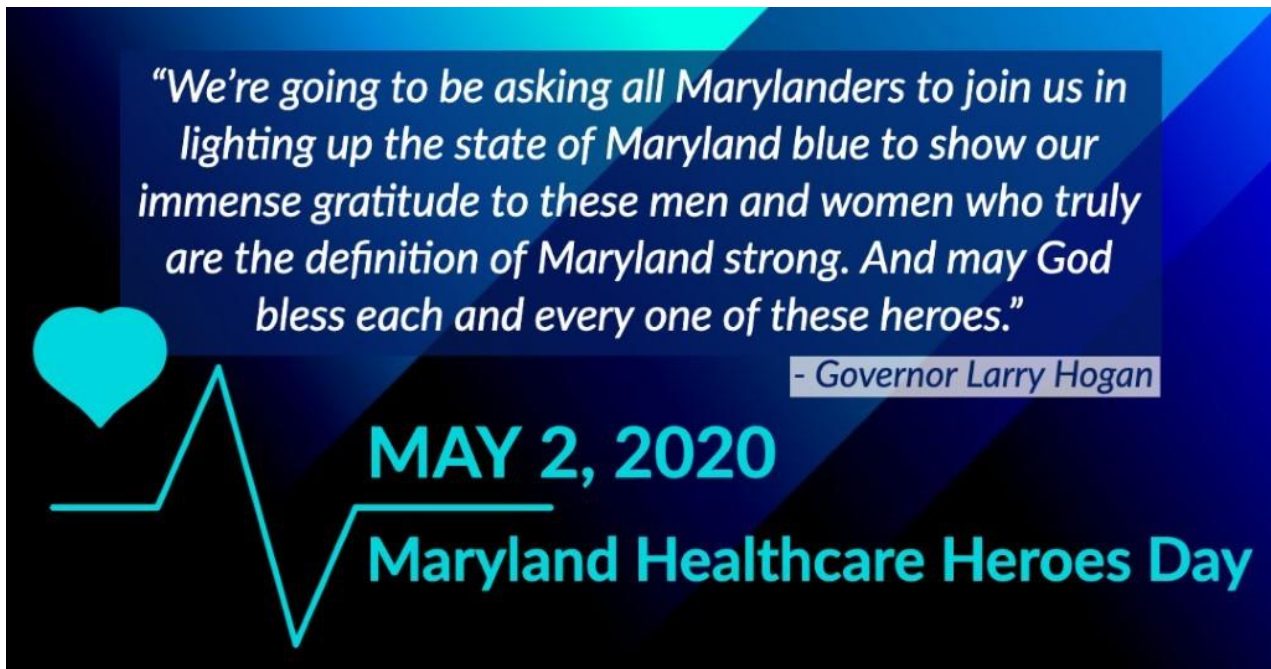 “We’re going to be asking all Marylanders to join us in
lighting up the state of Maryland blue to show our
immense gratitude to these men and women who truly
are the definition of Maryland strong. And may God
bless each and every one of these heroes.”
- Governor Larry Hogan
MAY 2, 2020
Maryland Healthcare Heroes Day